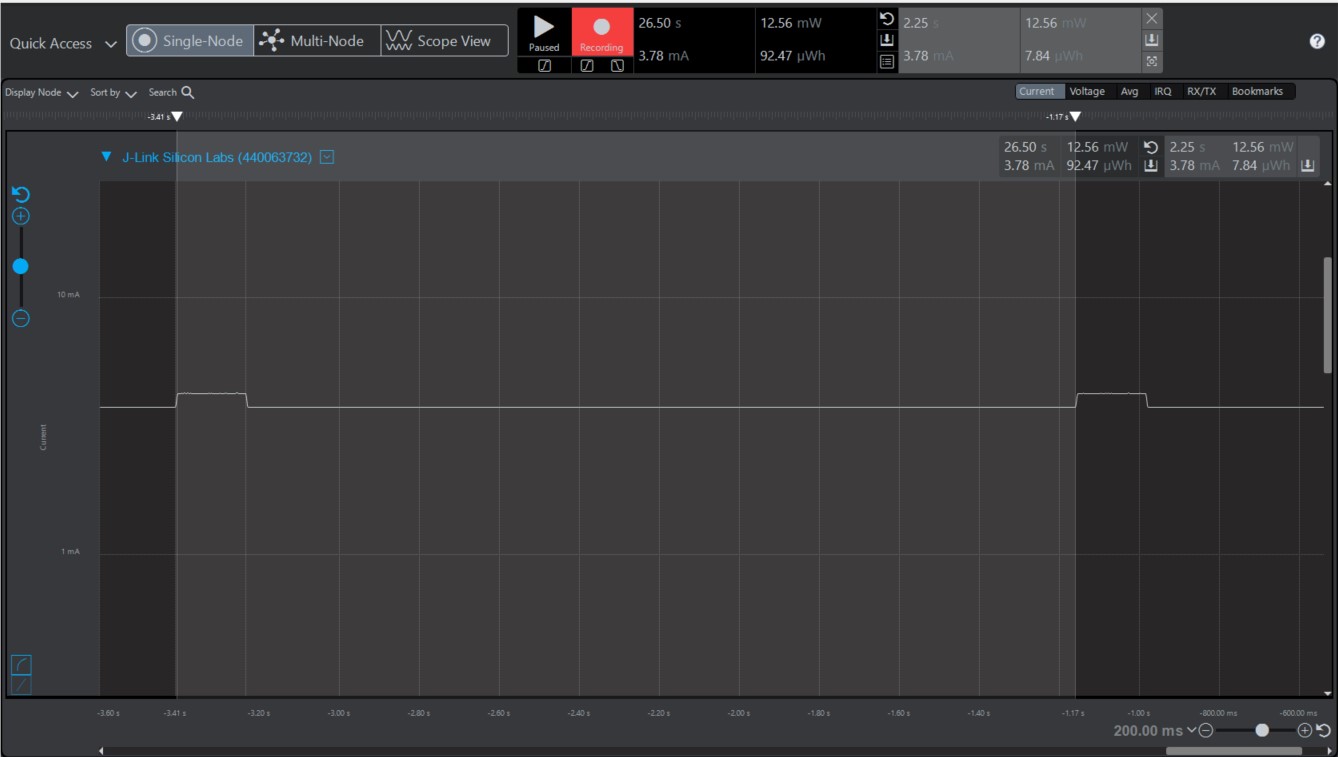 Quick Access
Single-Node
Multi-Node
Scope View
Paused
Recording
26.50 s
12.56 mW
3.78 mA
92.47 µWh
2.25 s
12.56 mW
3.78 mA
7.84 µWh
Display Node
Sort by
Search
Current
Voltage
Avg
IRQ
RX/TX
Bookmarks
-3.41 s
-1.17 s
J-Link Silicon Labs (440063732)
26.50 s 12.56 mW 2.25 s 12.56 mW
3.78 mA 92.47 µWh 3.78 mA 7.84 µWh
10 mA
Current
1 mA
-3.60 s -3.41 s -3.20 s -3.00 s -2.80 s -2.60 s -2.40 s -2.20 s -2.00 s -1.80 s -1.60 s -1.40 s -1.17 s -1.00 s -800.00 ms -600.00 ms
200.00 ms